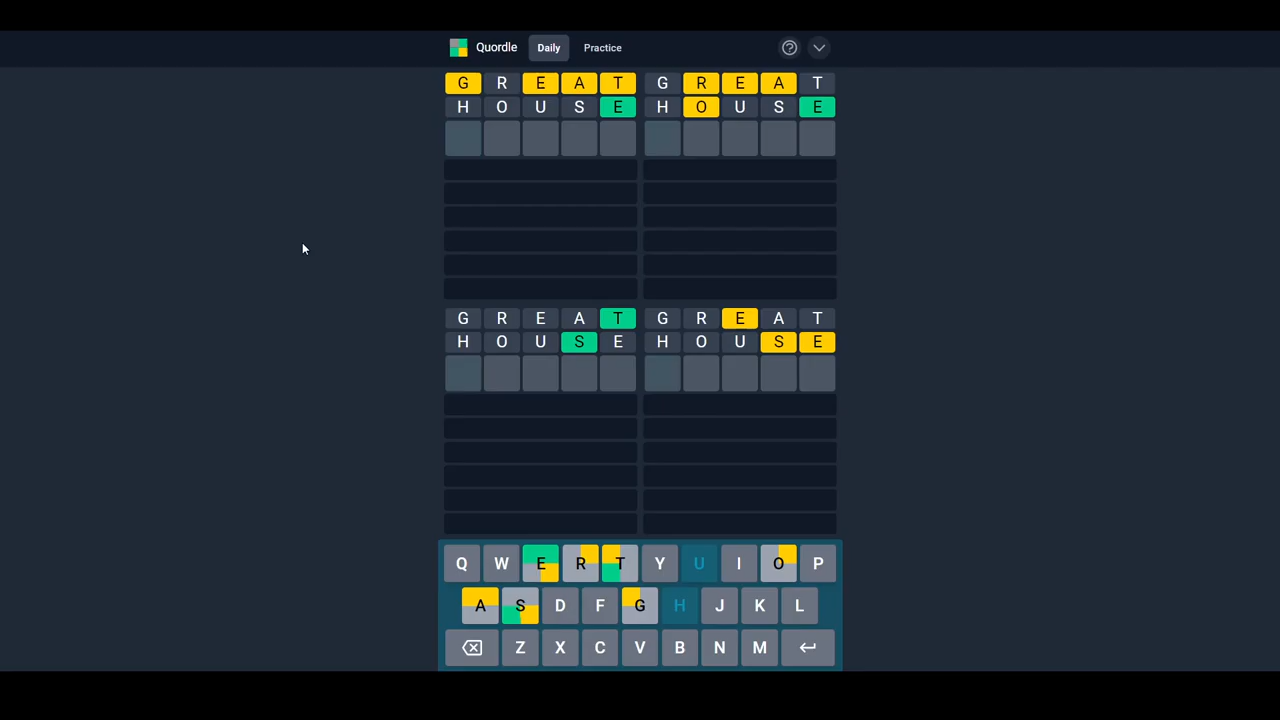 Quordle Daily Practice
G R E A T G R E A T
H O U S E H O U S E
G R E A T G R E A T
H O U S E H O U S E
Q W E R T Y U I O P
A S D F G H J K L
Z X C V B N M